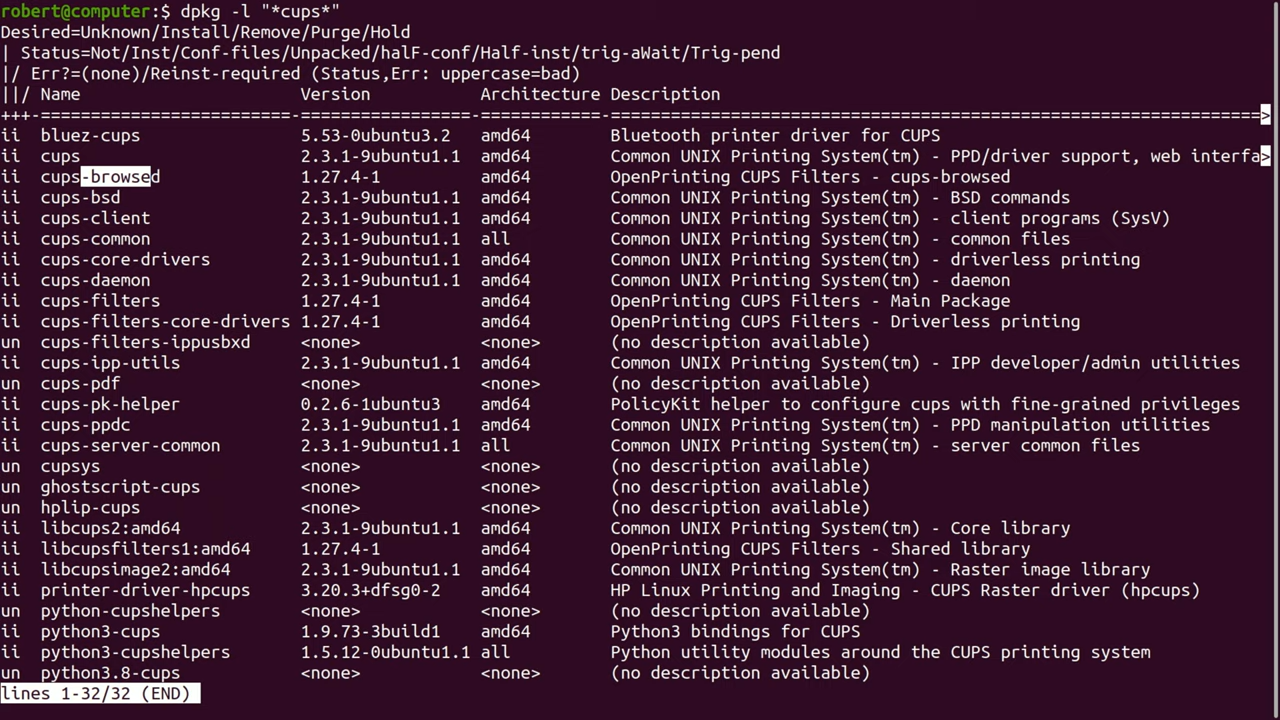 robert@computer:$ dpkg -l "*cups*"
Desired=Unknown/Install/Remove/Purge/Hold
| Status=Not/Inst/Conf-files/Unpacked/halF-conf/Half-inst/trig-aWait/Trig-pend
|/ Err?=(none)/Reinst-required (Status,Err: uppercase=bad)
||/ Name                      Version           Architecture Description
+++-=========================-=================-============-=================================================================>
ii  bluez-cups                5.53-0ubuntu3.2   amd64        Bluetooth printer driver for CUPS
ii  cups                      2.3.1-9ubuntu1.1  amd64        Common UNIX Printing System(tm) - PPD/driver support, web interfa>
ii  cups-browsed              1.27.4-1          amd64        OpenPrinting CUPS Filters - cups-browsed
ii  cups-bsd                  2.3.1-9ubuntu1.1  amd64        Common UNIX Printing System(tm) - BSD commands
ii  cups-client               2.3.1-9ubuntu1.1  amd64        Common UNIX Printing System(tm) - client programs (SysV)
ii  cups-common               2.3.1-9ubuntu1.1  all          Common UNIX Printing System(tm) - common files
ii  cups-core-drivers         2.3.1-9ubuntu1.1  amd64        Common UNIX Printing System(tm) - driverless printing
ii  cups-daemon               2.3.1-9ubuntu1.1  amd64        Common UNIX Printing System(tm) - daemon
ii  cups-filters              1.27.4-1          amd64        OpenPrinting CUPS Filters - Main Package
ii  cups-filters-core-drivers 1.27.4-1          amd64        OpenPrinting CUPS Filters - Driverless printing
un  cups-filters-ippusbxd     <none>            <none>       (no description available)
ii  cups-ipp-utils            2.3.1-9ubuntu1.1  amd64        Common UNIX Printing System(tm) - IPP developer/admin utilities
un  cups-pdf                  <none>            <none>       (no description available)
ii  cups-pk-helper            0.2.6-1ubuntu3    amd64        PolicyKit helper to configure cups with fine-grained privileges
ii  cups-ppdc                 2.3.1-9ubuntu1.1  amd64        Common UNIX Printing System(tm) - PPD manipulation utilities
ii  cups-server-common        2.3.1-9ubuntu1.1  all          Common UNIX Printing System(tm) - server common files
un  cupsys                    <none>            <none>       (no description available)
un  ghostscript-cups          <none>            <none>       (no description available)
un  hplip-cups                <none>            <none>       (no description available)
ii  libcups2:amd64            2.3.1-9ubuntu1.1  amd64        Common UNIX Printing System(tm) - Core library
ii  libcupsfilters1:amd64     1.27.4-1          amd64        OpenPrinting CUPS Filters - Shared library
ii  libcupsimage2:amd64       2.3.1-9ubuntu1.1  amd64        Common UNIX Printing System(tm) - Raster image library
ii  printer-driver-hpcups     3.20.3+dfsg0-2    amd64        HP Linux Printing and Imaging - CUPS Raster driver (hpcups)
un  python-cupshelpers        <none>            <none>       (no description available)
ii  python3-cups              1.9.73-3build1    amd64        Python3 bindings for CUPS
ii  python3-cupshelpers       1.5.12-0ubuntu1.1 all          Python utility modules around the CUPS printing system
un  python3.8-cups            <none>            <none>       (no description available)
lines 1-32/32 (END)